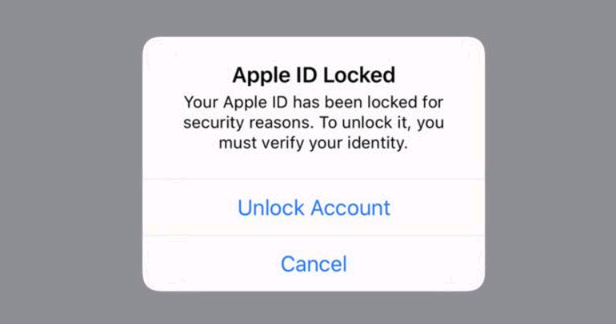 Apple ID Locked
Your Apple ID has been locked for
security reasons. To unlock it, you
must verify your identity.
Unlock Account
Cancel